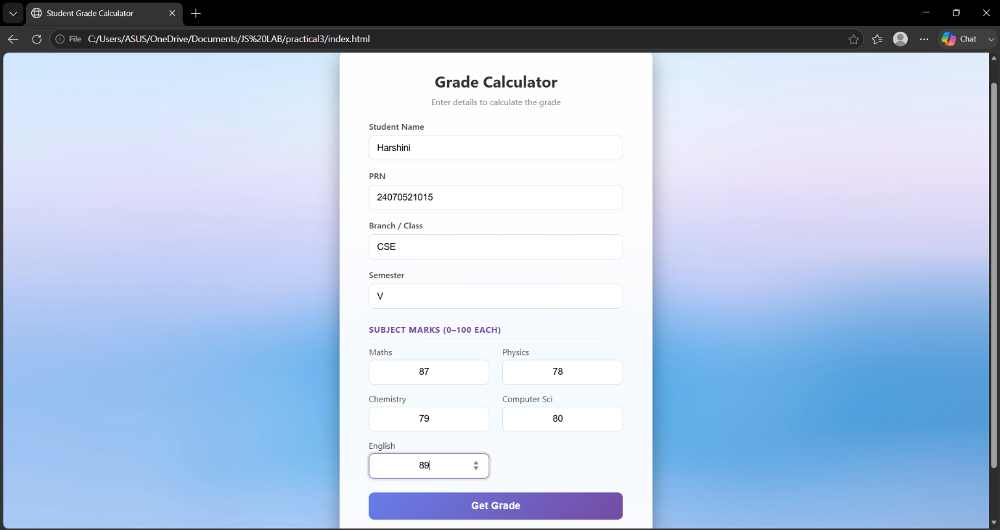 Student Grade Calculator
File C:/Users/ASUS/OneDrive/Documents/JS%20LAB/practical3/index.html
Chat
Grade Calculator
Enter details to calculate the grade
Student Name
Harshini
PRN
24070521015
Branch / Class
CSE
Semester
V
SUBJECT MARKS (0–100 EACH)
Maths Physics
87 78
Chemistry Computer Sci
79 80
English
89
Get Grade